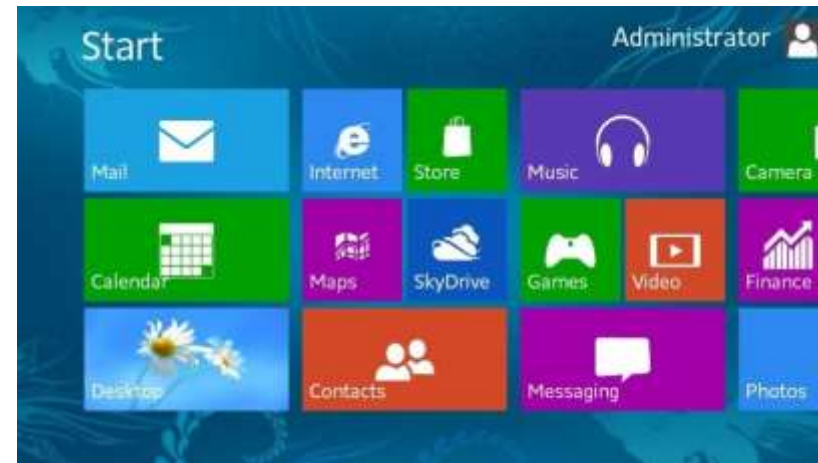 Start
Administrator
Mail
Internet
Store
Music
Camera
Calendar
Maps
SkyDrive
Games
Video
Finance
Desktop
Contacts
Messaging
Photos